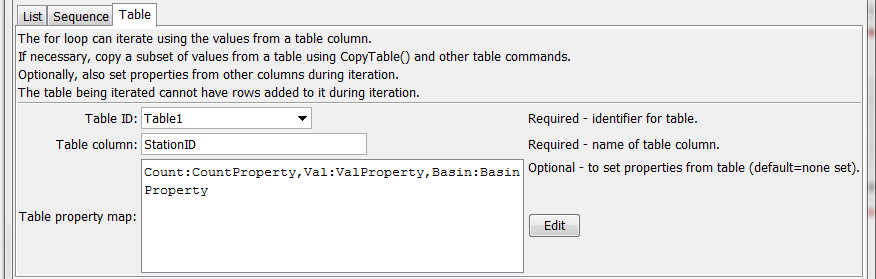 List Sequence Table
The for loop can iterate using the values from a table column.
If necessary, copy a subset of values from a table using CopyTable() and other table commands.
Optionally, also set properties from other columns during iteration.
The table being iterated cannot have rows added to it during iteration.
Table ID: Table1 Required - identifier for table.
Table column: StationID Required - name of table column.
Count:CountProperty,Val:ValProperty,Basin:Basin Optional - to set properties from table (default=none set).
Property
Table property map: Edit